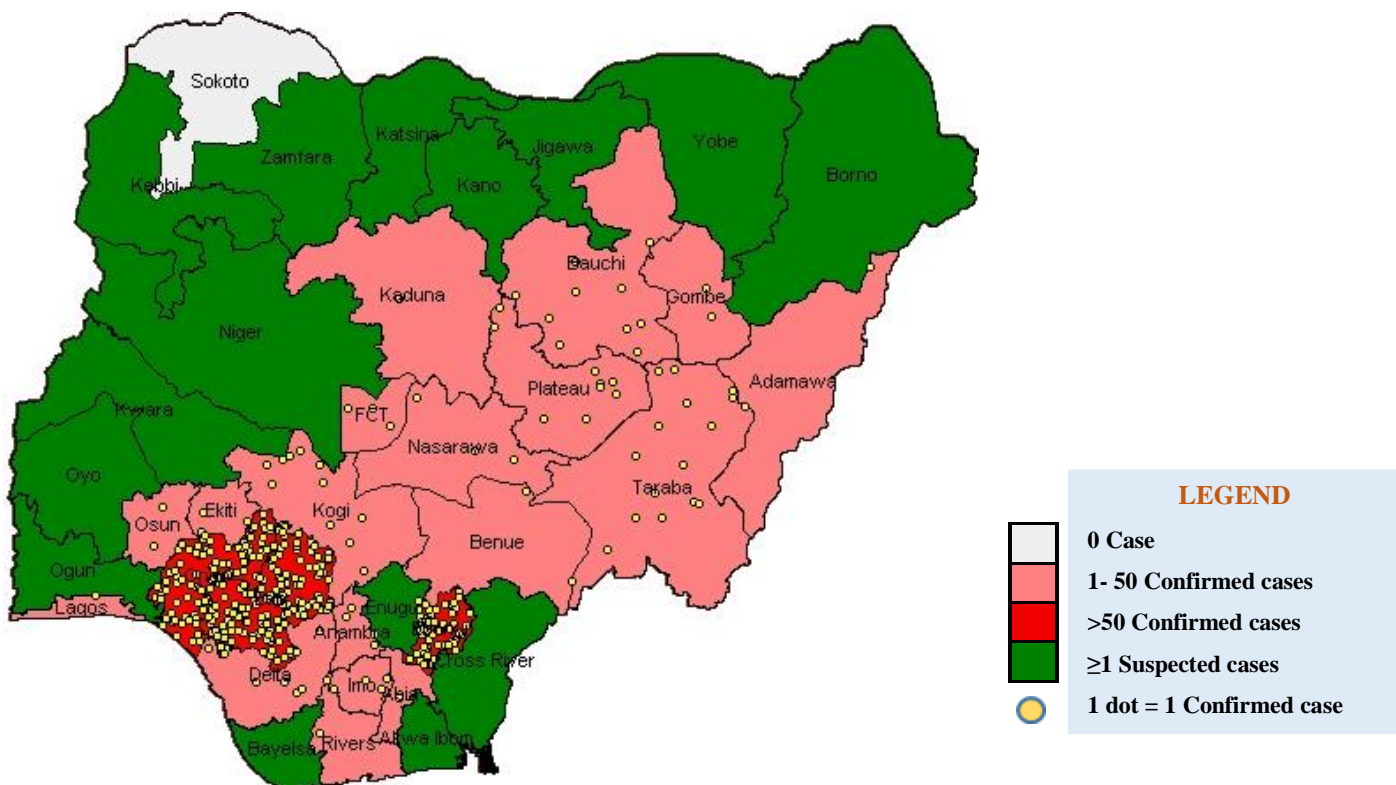 Sokoto
Katsina
Jigawa
Yobe
Zamfara
Kebbi
Kano
Borno
Bauchi
Kaduna
Gombe
Niger
Plateau
Adamawa
Kwara
FCT
Nasarawa
Oyo
Taraba
Osun
Ekiti
Kogi
Benue
Ogun
Lagos
Enugu
Anambra
Cross River
Delta
Imo
Abia
Bayelsa
Rivers
Akwa Ibom
LEGEND
0 Case
1- 50 Confirmed cases
>50 Confirmed cases
≥1 Suspected cases
1 dot = 1 Confirmed case